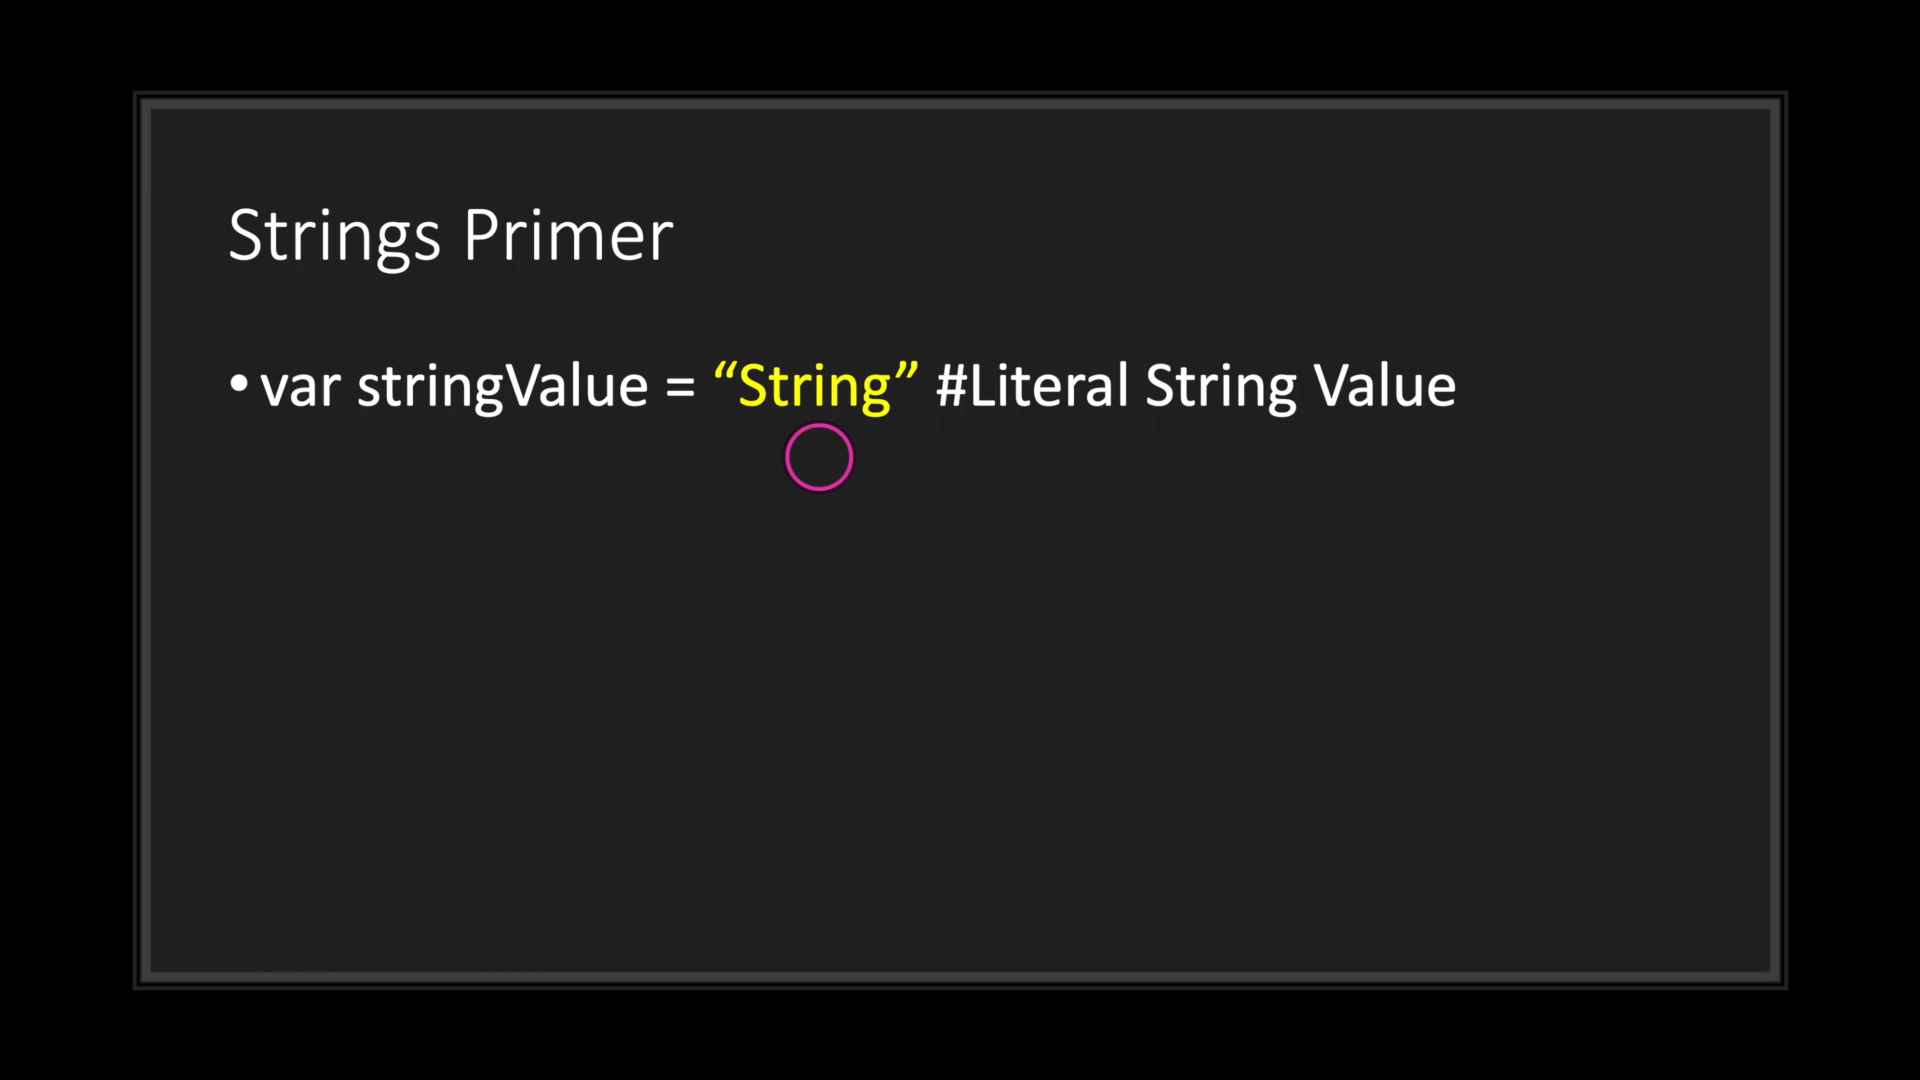 Strings Primer
• var stringValue = “String” #Literal String Value